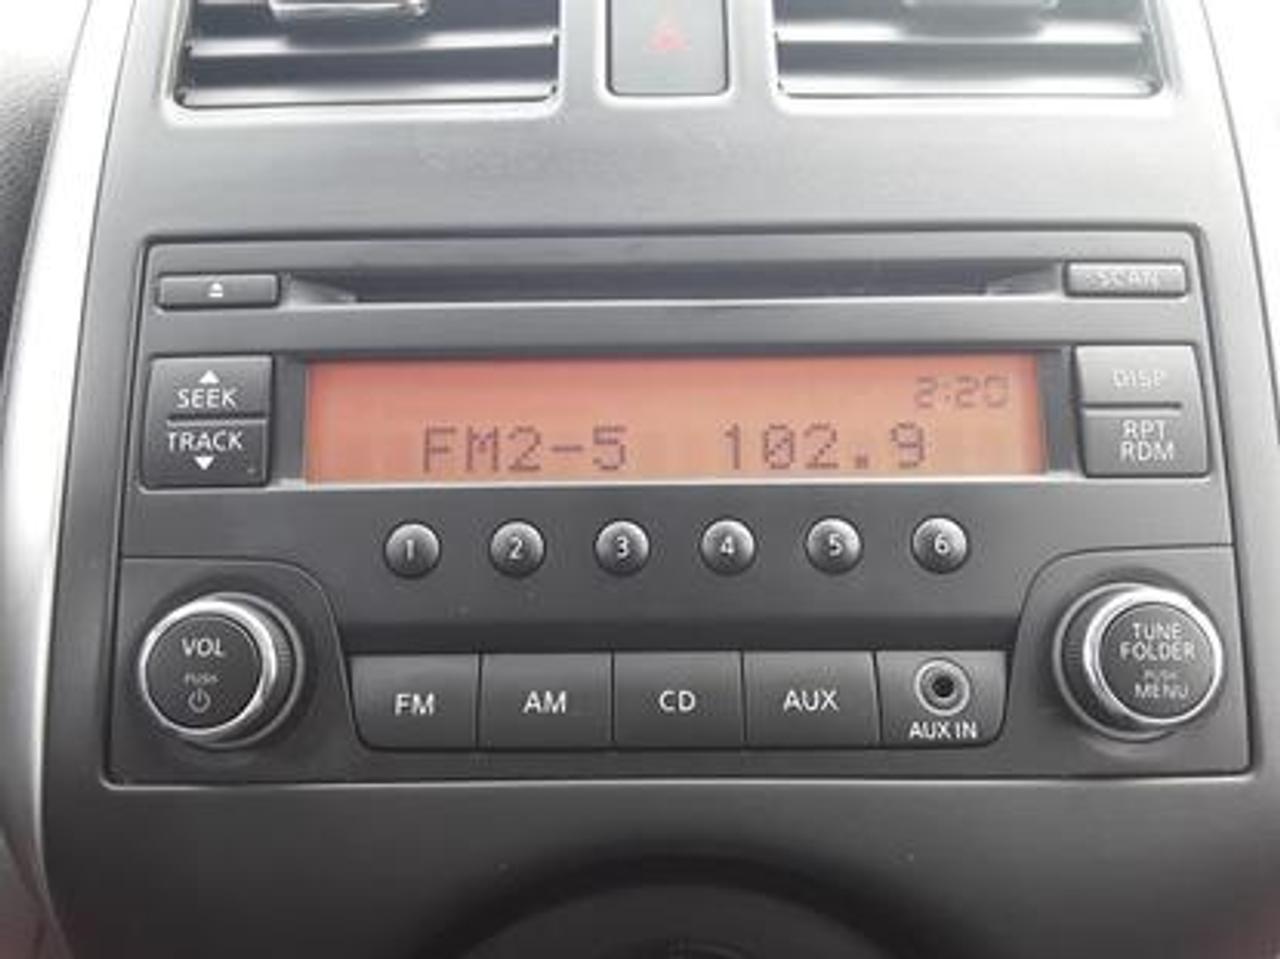 SCAN
SEEK
TRACK
2:20
FM2-5 102.9
DISP
RPT
RDM
1 2 3 4 5 6
VOL
PUSH
FM AM CD AUX AUX IN
TUNE
FOLDER
PUSH
MENU